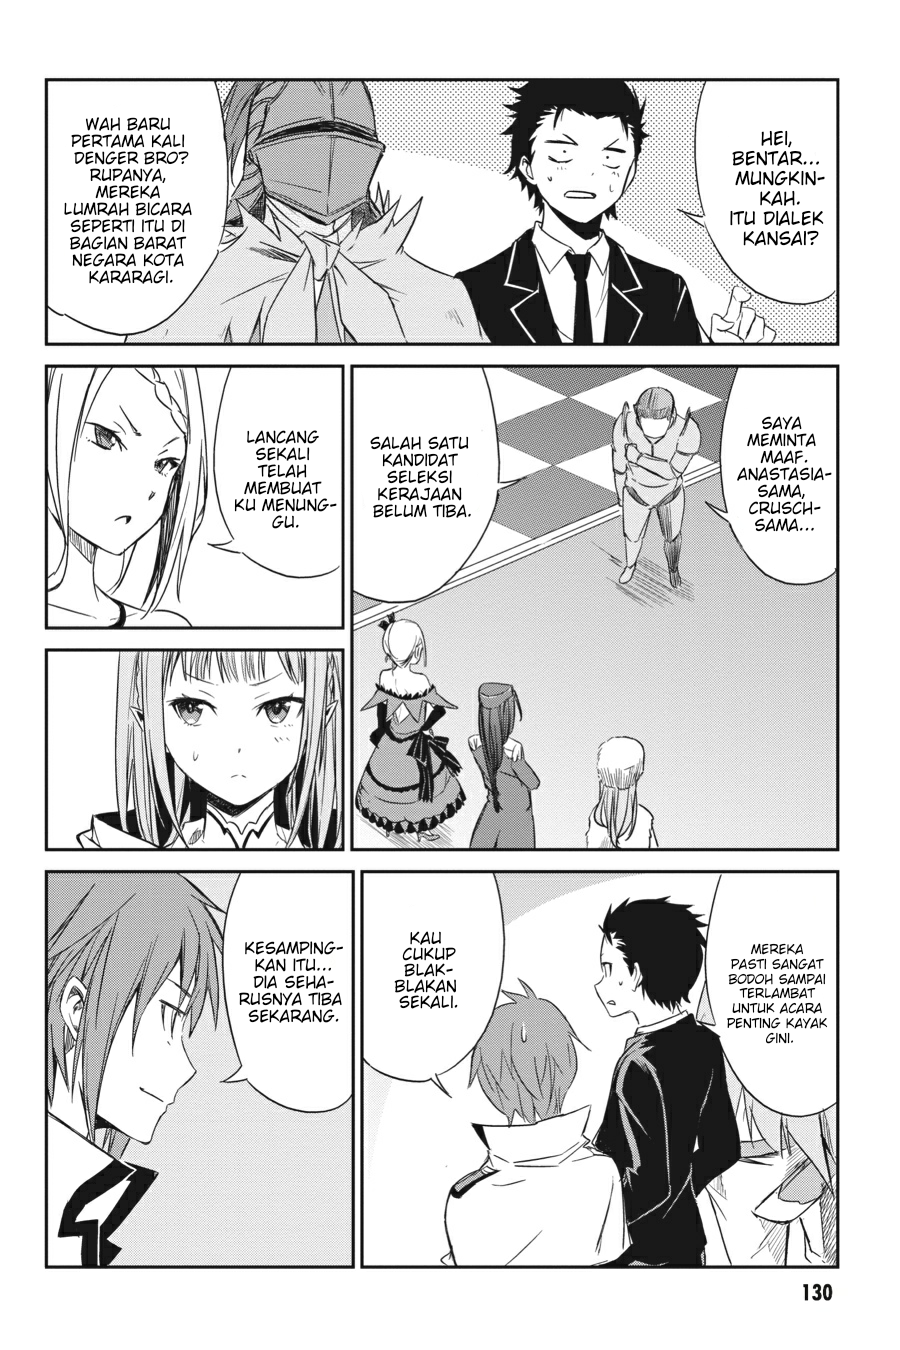 HEI,
BENTAR...
MUNGKIN-
KAH.
ITU DIALEK
KANSAI?
WAH BARU
PERTAMA KALI
DENGER BRO?
RUPANYA,
MEREKA
LUMRAH BICARA
SEPERTI ITU DI
BAGIAN BARAT
NEGARA KOTA
KARARAGI.
SAYA
MEMINTA
MAAF.
ANASTASIA-
SAMA,
CRUSCH-
SAMA...
SALAH SATU
KANDIDAT
SELEKSI
KERAJAAN
BELUM TIBA.
LANCANG
SEKALI
TELAH
MEMBUAT
KU MENUNG-
GU.
MEREKA
PASTI SANGAT
BODOH SAMPAI
TERLAMBAT
UNTUK ACARA
PENTING KAYAK
GINI.
KAU
CUKUP
BLAK-
BLAKAN
SEKALI.
KESAMPING-
KAN ITU...
DIA SEHA-
RUSNYA TIBA
SEKARANG.
130